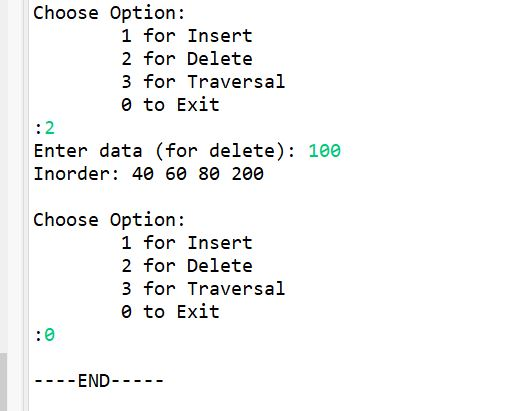 Choose Option:
1 for Insert
2 for Delete
3 for Traversal
0 to Exit
:2
Enter data (for delete): 100
Inorder: 40 60 80 200
Choose Option:
1 for Insert
2 for Delete
3 for Traversal
0 to Exit
:0
----END-----